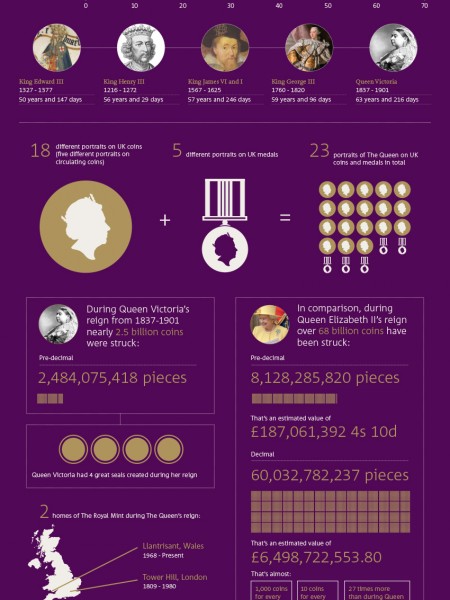 0 10 20 30 40 50 60 70
King Edward III
1327 - 1377
50 years and 147 days
King Henry III
1216 - 1272
56 years and 29 days
King James VI and I
1567 - 1625
57 years and 246 days
King George III
1760 - 1820
59 years and 96 days
Queen Victoria
1837 - 1901
63 years and 216 days
18 different portraits on UK coins
(five different portraits on
circulating coins)
5 different portraits on UK medals
23 portraits of The Queen on UK
coins and medals in total
+
=
During Queen Victoria's
reign from 1837-1901
nearly 2.5 billion coins
were struck:
Pre-decimal
2,484,075,418 pieces
Queen Victoria had 4 great seals created during her reign
2 homes of The Royal Mint during The Queen's reign:
Llantrisant, Wales
1968 - Present
Tower Hill, London
1809 - 1980
In comparison, during
Queen Elizabeth II's reign
over 68 billion coins have
been struck:
Pre-decimal
8,128,285,820 pieces
That's an estimated value of
£187,061,392 4s 10d
Decimal
60,032,782,237 pieces
That's an estimated value of
£6,498,722,553.80
That's almost:
1,000 coins
for every
10 coins
for every
27 times more
than during Queen